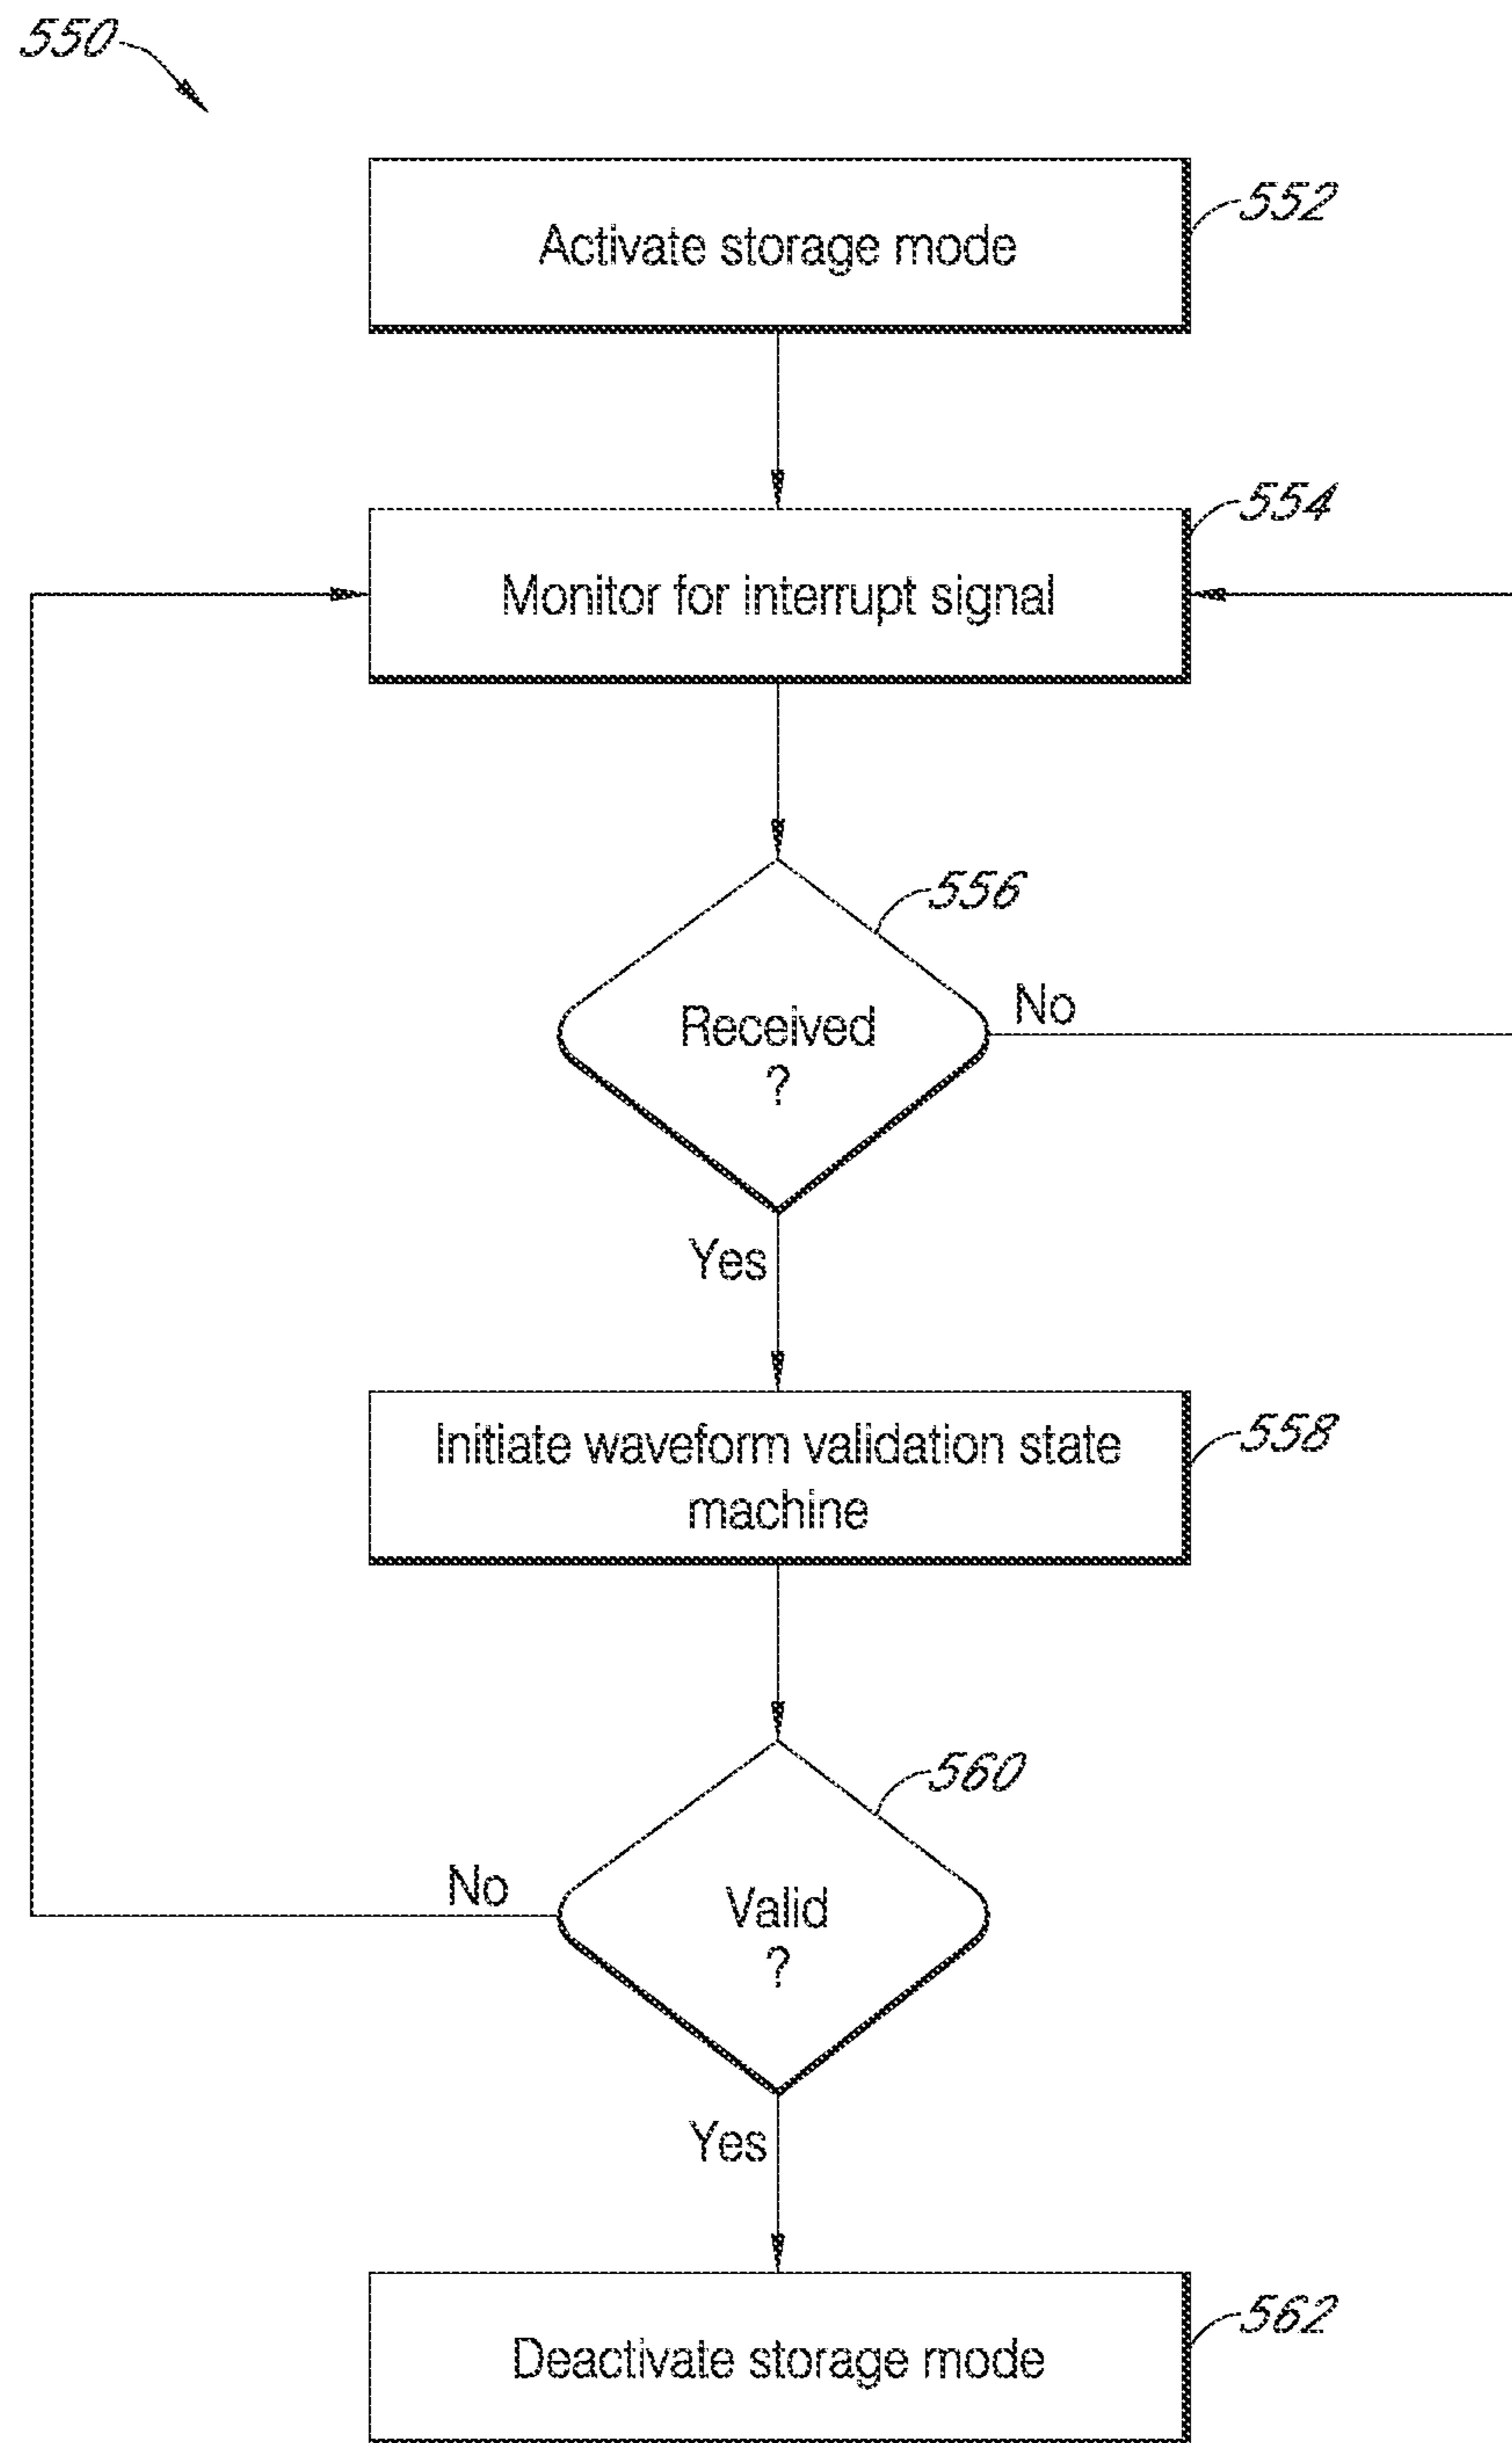 550
Activate storage mode
552
Monitor for interrupt signal
554
556
Received
?
No
Yes
Initiate waveform validation state
machine
558
560
Valid
?
No
Yes
Deactivate storage mode
562